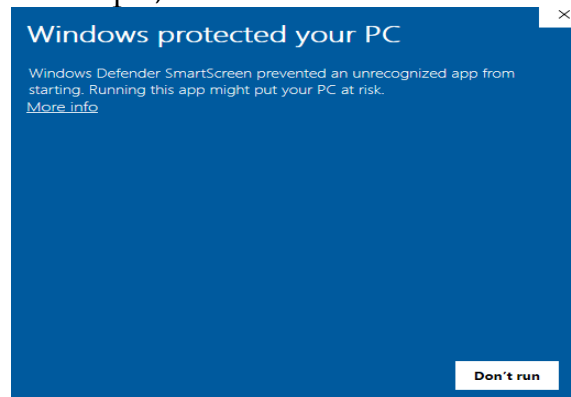 Windows protected your PC
Windows Defender SmartScreen prevented an unrecognized app from
starting. Running this app might put your PC at risk.
More info
Don't run